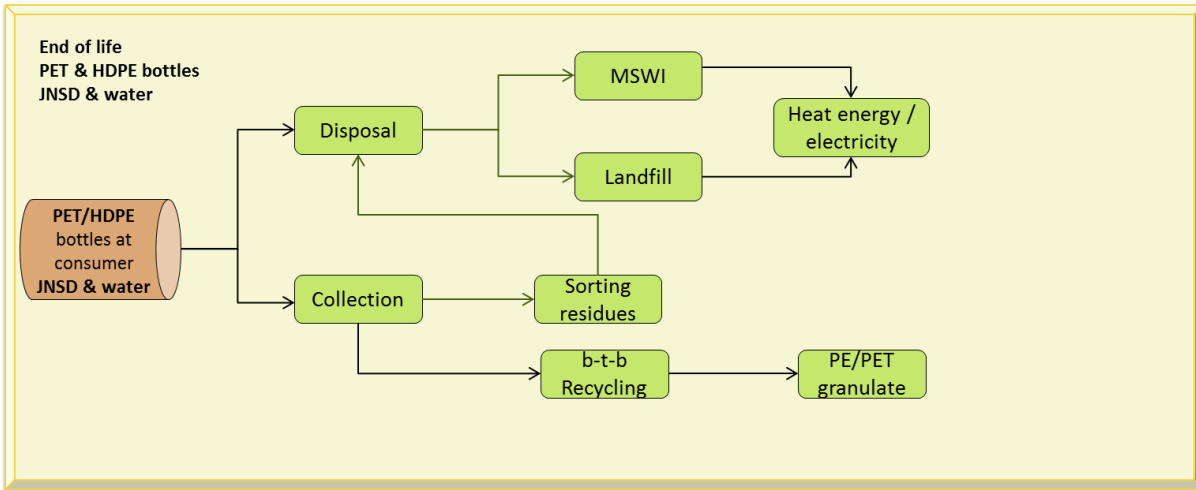 End of life
PET & HDPE bottles
JNSD & water
MSWI
Heat energy /
electricity
Disposal
Landfill
PET/HDPE
bottles at
consumer
JNSD & water
Collection
Sorting
residues
b-t-b
Recycling
PE/PET
granulate